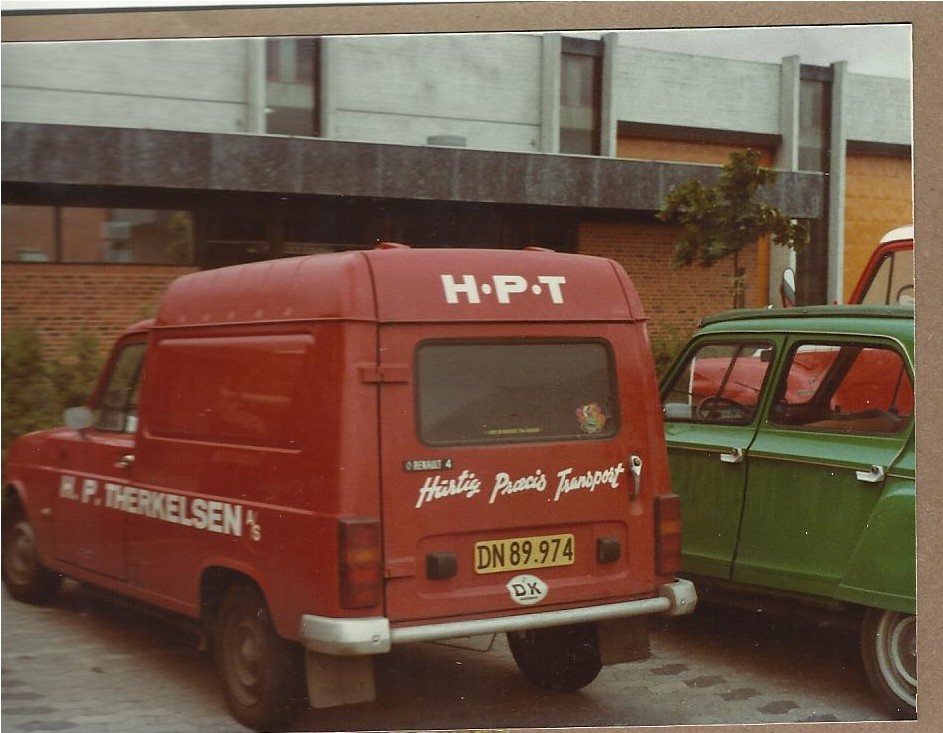 H·P·T
RENAULT 4
Hurtig Præcis Transport
H. P. THERKELSEN A/S
DN 89.974
DK